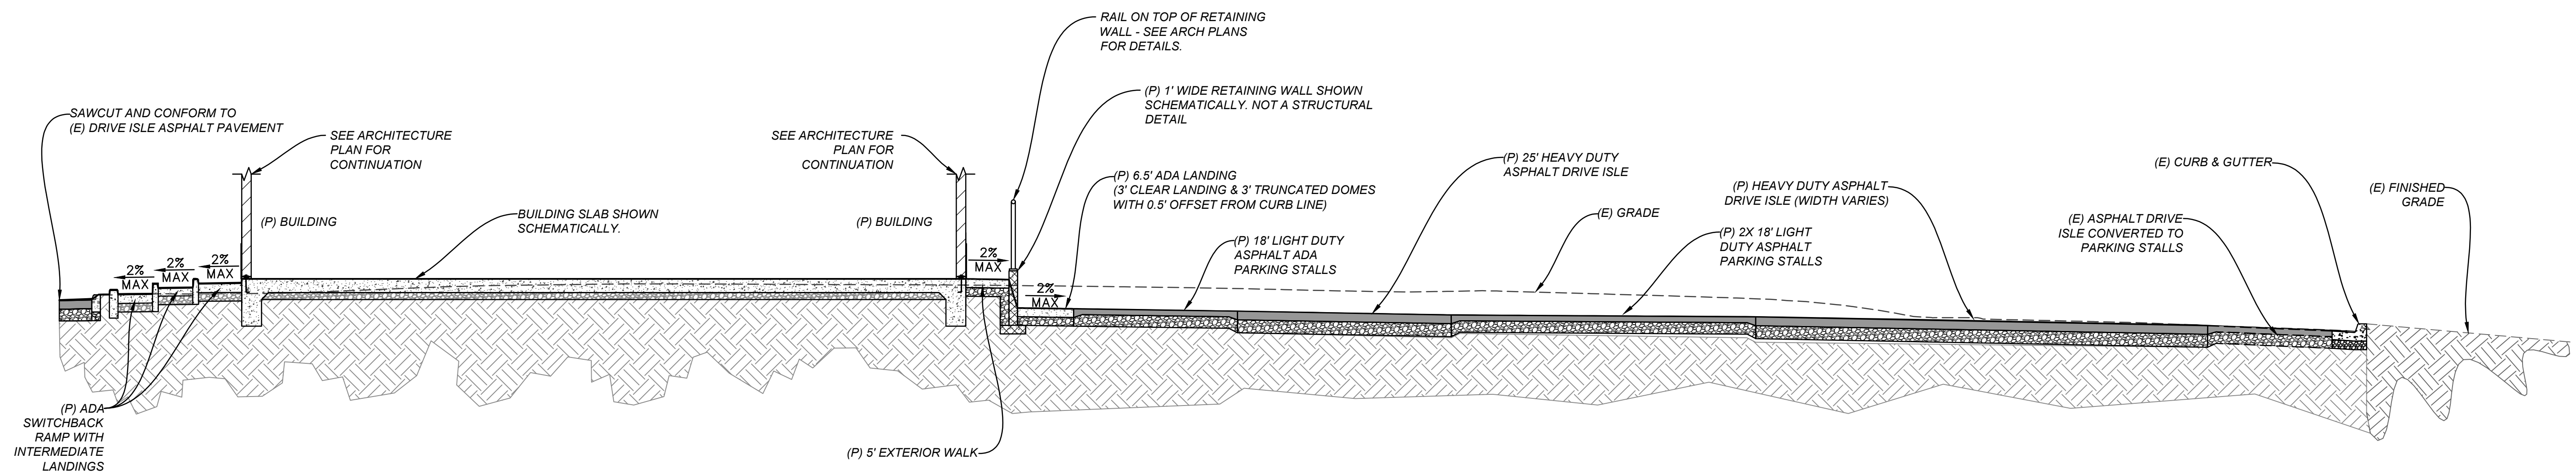 RAIL ON TOP OF RETAINING
WALL - SEE ARCH PLANS
FOR DETAILS.
(P) 1' WIDE RETAINING WALL SHOWN
SCHEMATICALLY. NOT A STRUCTURAL
DETAIL
SAWCUT AND CONFORM TO
(E) DRIVE ISLE ASPHALT PAVEMENT
SEE ARCHITECTURE
PLAN FOR
CONTINUATION
SEE ARCHITECTURE
PLAN FOR
CONTINUATION
(P) 6.5' ADA LANDING
(3' CLEAR LANDING & 3' TRUNCATED DOMES
WITH 0.5' OFFSET FROM CURB LINE)
(P) 25' HEAVY DUTY
ASPHALT DRIVE ISLE
(E) CURB & GUTTER
(P) HEAVY DUTY ASPHALT
DRIVE ISLE (WIDTH VARIES)
(E) FINISHED
GRADE
(P) BUILDING
BUILDING SLAB SHOWN
SCHEMATICALLY.
(P) BUILDING
(E) GRADE
(E) ASPHALT DRIVE
ISLE CONVERTED TO
PARKING STALLS
(P) 18' LIGHT DUTY
ASPHALT ADA
PARKING STALLS
(P) 2X 18' LIGHT
DUTY ASPHALT
PARKING STALLS
2%
MAX
2%
MAX
2%
MAX
2%
MAX
2%
MAX
(P) ADA
SWITCHBACK
RAMP WITH
INTERMEDIATE
LANDINGS
(P) 5' EXTERIOR WALK